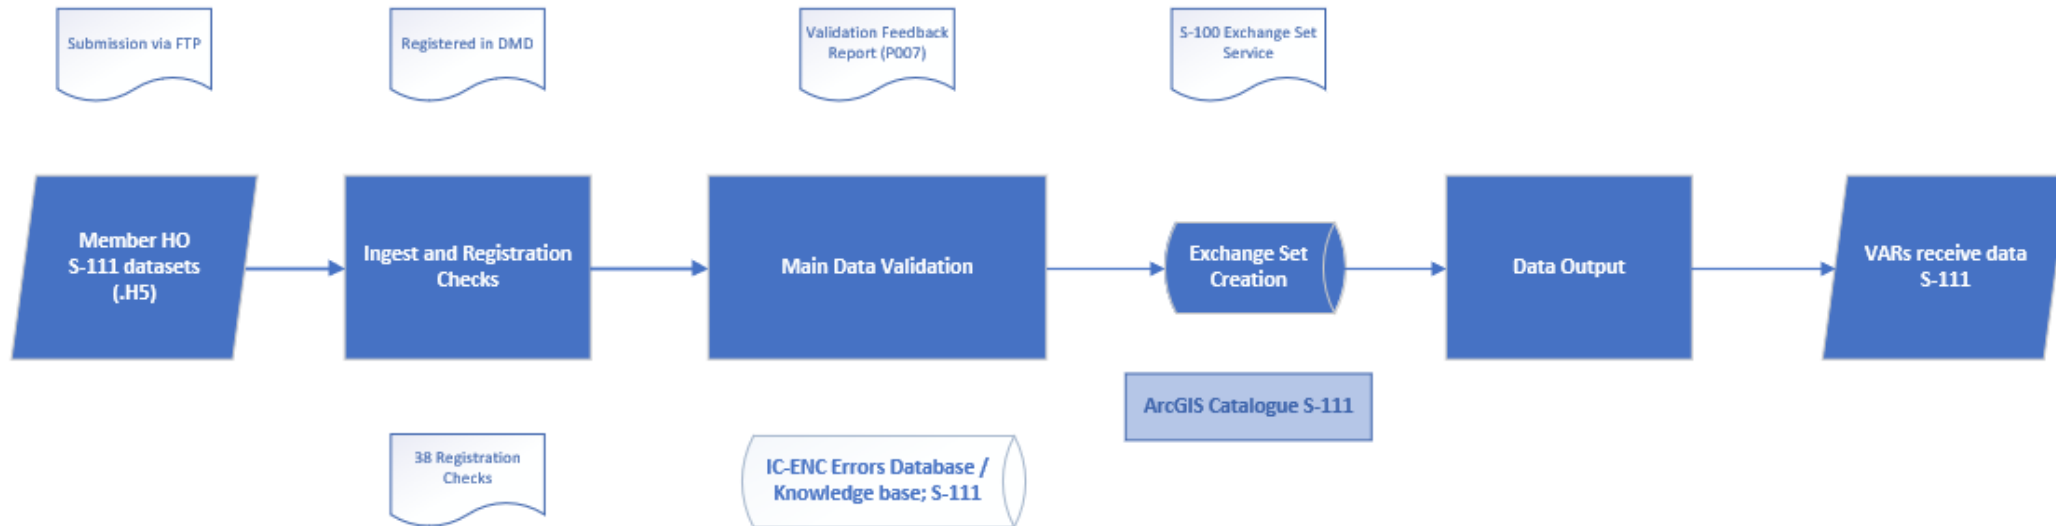 Submission via FTP
Registered in DMD
Validation Feedback
Report (P007)
S-100 Exchange Set
Service
Member HO
S-111 datasets
(.H5)
Ingest and Registration
Checks
Main Data Validation
Exchange Set
Creation
Data Output
VARs receive data
S-111
ArcGIS Catalogue S-111
38 Registration
Checks
IC-ENC Errors Database /
Knowledge base; S-111